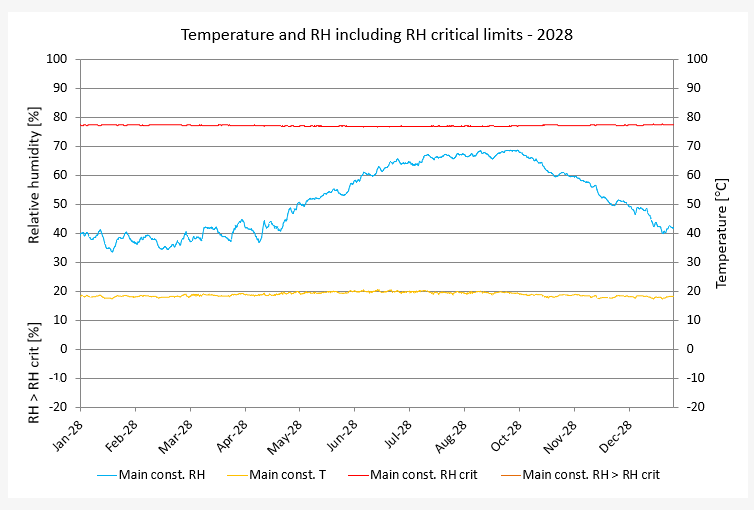 Temperature and RH including RH critical limits - 2028
Relative humidity [%]
RH > RH crit [%]
100
90
80
70
60
50
40
30
20
10
0
-10
-20
100
90
80
70
60
50
40
30
20
10
0
-10
-20
Temperature [°C]
Jan-28
Feb-28
Mar-28
Apr-28
May-28
Jun-28
Jul-28
Aug-28
Oct-28
Nov-28
Dec-28
Main const. RH
Main const. T
Main const. RH crit
Main const. RH > RH crit